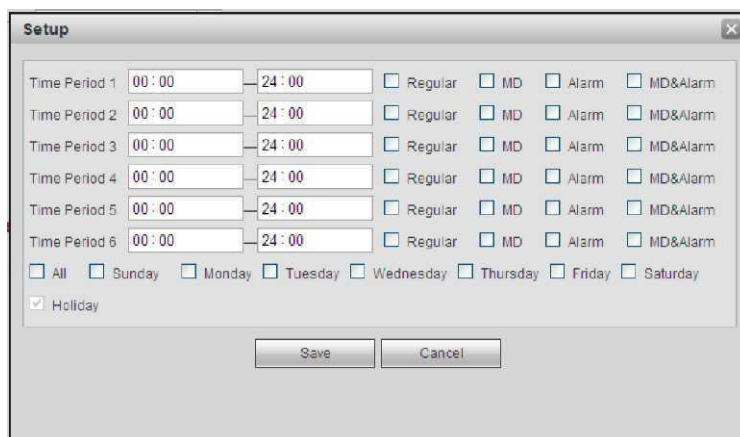 Setup
Time Period 1 00:00 — 24:00 Regular MD Alarm MD&Alarm
Time Period 2 00:00 — 24:00 Regular MD Alarm MD&Alarm
Time Period 3 00:00 — 24:00 Regular MD Alarm MD&Alarm
Time Period 4 00:00 — 24:00 Regular MD Alarm MD&Alarm
Time Period 5 00:00 — 24:00 Regular MD Alarm MD&Alarm
Time Period 6 00:00 — 24:00 Regular MD Alarm MD&Alarm
All Sunday Monday Tuesday Wednesday Thursday Friday Saturday
Holiday
Save Cancel